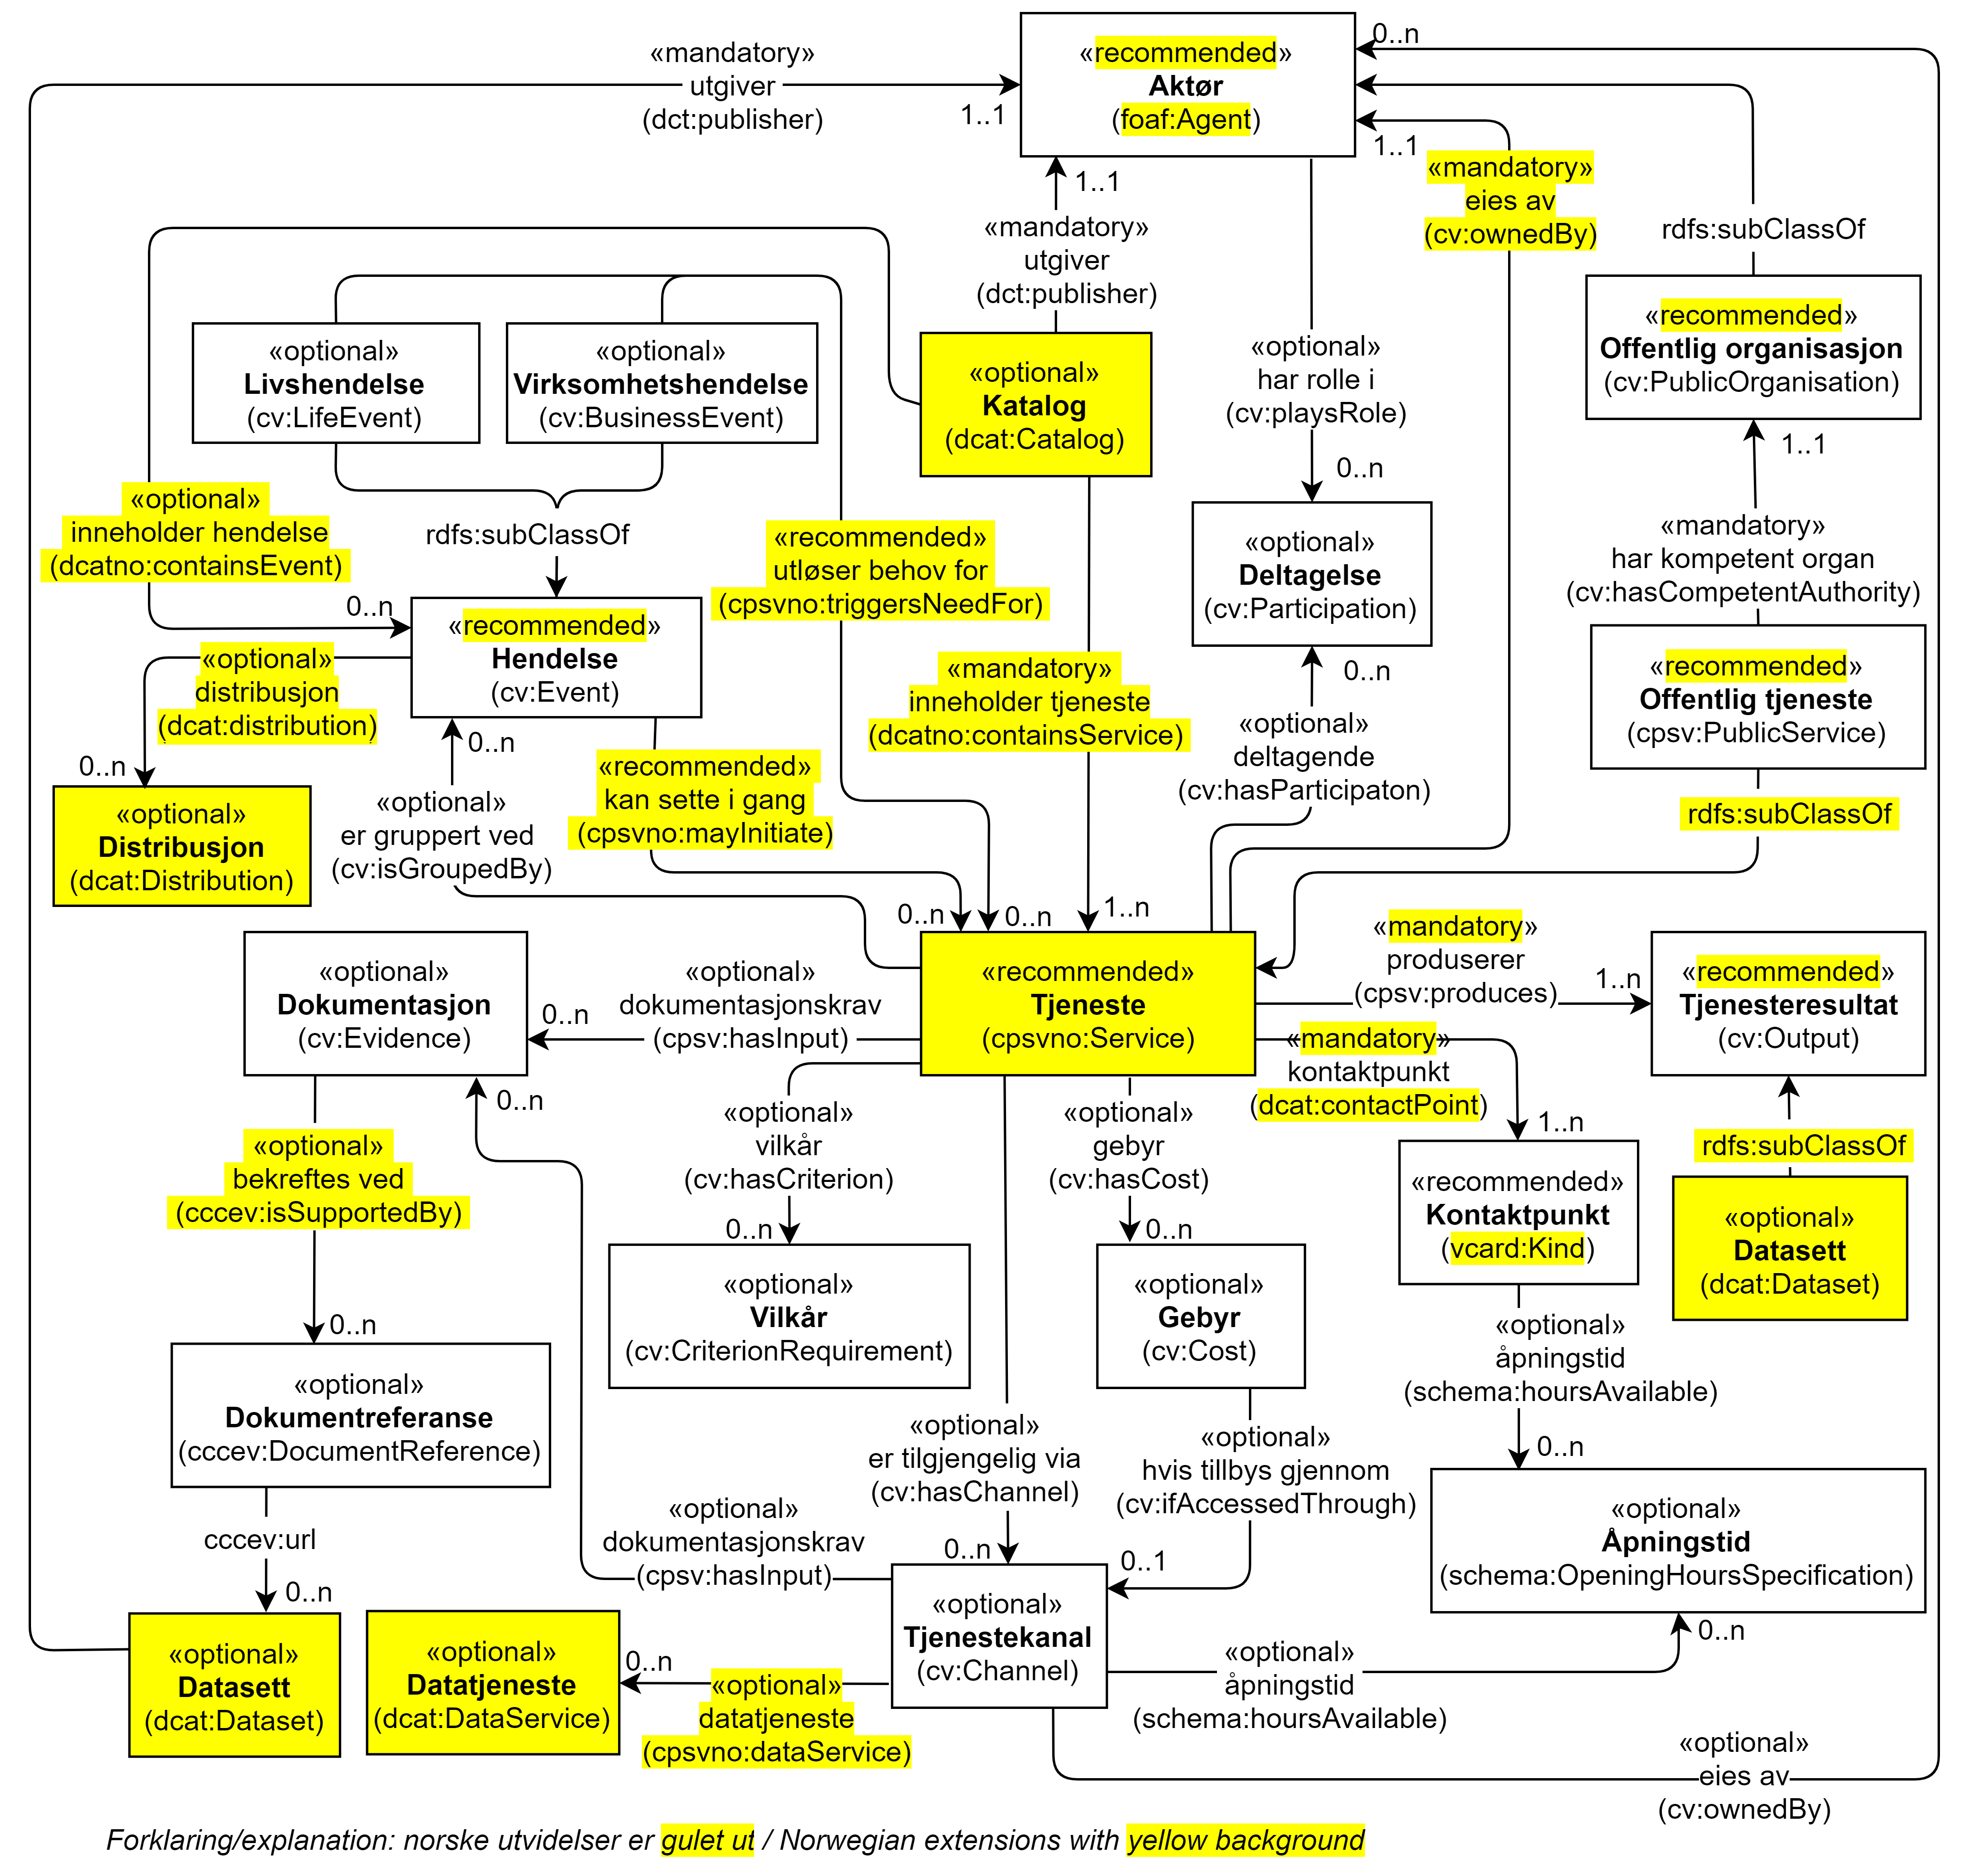 «mandatory»
utgiver
(dct:publisher)
1..1
«recommended»
Aktør
(foaf:Agent)
0..n
1..1
«mandatory»
eies av
(cv:ownedBy)
rdfs:subClassOf
1..1
«mandatory»
utgiver
(dct:publisher)
«optional»
har rolle i
(cv:playsRole)
0..n
«recommended»
Offentlig organisasjon
(cv:PublicOrganisation)
1..1
«optional»
Livshendelse
(cv:LifeEvent)
«optional»
Virksomhetshendelse
(cv:BusinessEvent)
«optional»
Katalog
(dcat:Catalog)
«optional»
inneholder hendelse
(dcatno:containsEvent)
0..n
rdfs:subClassOf
«recommended»
utløser behov for
(cpsvno:triggersNeedFor)
«optional»
Deltagelse
(cv:Participation)
0..n
«mandatory»
har kompetent organ
(cv:hasCompetentAuthority)
«recommended»
Hendelse
(cv:Event)
«optional»
distribusjon
(dcat:distribution)
0..n
«mandatory»
inneholder tjeneste
(dcatno:containsService)
«optional»
deltagende
(cv:hasParticipaton)
«recommended»
Offentlig tjeneste
(cpsv:PublicService)
rdfs:subClassOf
«optional»
Distribusjon
(dcat:Distribution)
0..n
«optional»
er gruppert ved
(cv:isGroupedBy)
«recommended»
kan sette i gang
(cpsvno:mayInitiate)
0..n
0..n
1..n
«optional»
Dokumentasjon
(cv:Evidence)
0..n
«optional»
dokumentasjonskrav
(cpsv:hasInput)
«recommended»
Tjeneste
(cpsvno:Service)
«mandatory»
produserer
(cpsv:produces)
1..n
«recommended»
Tjenesteresultat
(cv:Output)
«mandatory»
kontaktpunkt
(dcat:contactPoint)
1..n
0..n
«optional»
bekreftes ved
(cccev:isSupportedBy)
0..n
«optional»
vilkår
(cv:hasCriterion)
0..n
«optional»
gebyr
(cv:hasCost)
0..n
«recommended»
Kontaktpunkt
(vcard:Kind)
rdfs:subClassOf
«optional»
Datasett
(dcat:Dataset)
«optional»
Vilkår
(cv:CriterionRequirement)
«optional»
Gebyr
(cv:Cost)
«optional»
åpningstid
(schema:hoursAvailable)
0..n
«optional»
Dokumentreferanse
(cccev:DocumentReference)
«optional»
er tilgjengelig via
(cv:hasChannel)
0..n
«optional»
hvis tillbys gjennom
(cv:ifAccessedThrough)
0..1
cccev:url
0..n
«optional»
dokumentasjonskrav
(cpsv:hasInput)
«optional»
Åpningstid
(schema:OpeningHoursSpecification)
0..n
«optional»
Datasett
(dcat:Dataset)
«optional»
Datatjeneste
(dcat:DataService)
0..n
«optional»
datatjeneste
(cpsvno:dataService)
«optional»
Tjenestekanal
(cv:Channel)
«optional»
åpningstid
(schema:hoursAvailable)
«optional»
eies av
(cv:ownedBy)
Forklaring/explanation: norske utvidelser er gulet ut / Norwegian extensions with yellow background